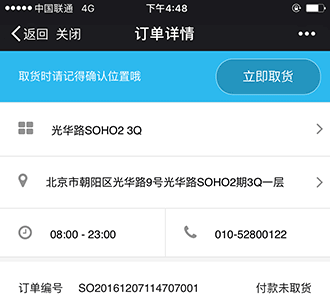 中国联通 4G 下午4:48
返回 关闭 订单详情
取货时请记得确认位置哦 立即取货
光华路SOHO2 3Q
北京市朝阳区光华路9号光华路SOHO2期3Q一层
08:00 - 23:00 010-52800122
订单编号 SO20161207114707001 付款未取货